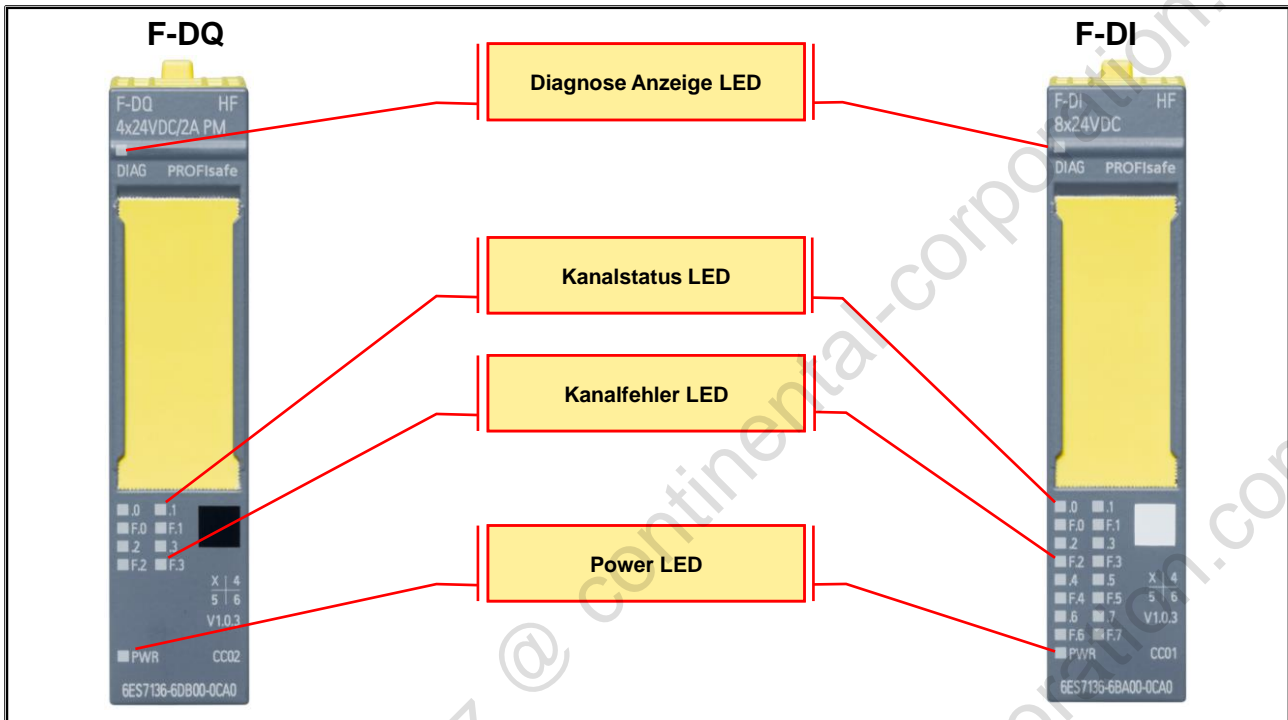 F-DQ
F-DI
Diagnose Anzeige LED
Kanalstatus LED
Kanalfehler LED
Power LED
F-DQ HF
4x24VDC/2A PM
DIAG PROFIsafe
.0 .1
F.0 F.1
.2 .3
F.2 F.3
X 4
5 6
V1.0.3
PWR CC02
6ES7136-6DB00-0CA0
F-DI HF
8x24VDC
DIAG PROFIsafe
.0 .1
F.0 F.1
.2 .3
F.2 F.3
.4 .5
X 4
F.4 F.5
5 6
.6 .7
V1.0.3
F.6 F.7
PWR CC01
6ES7136-6BA00-0CA0
z @ continental-corporation.